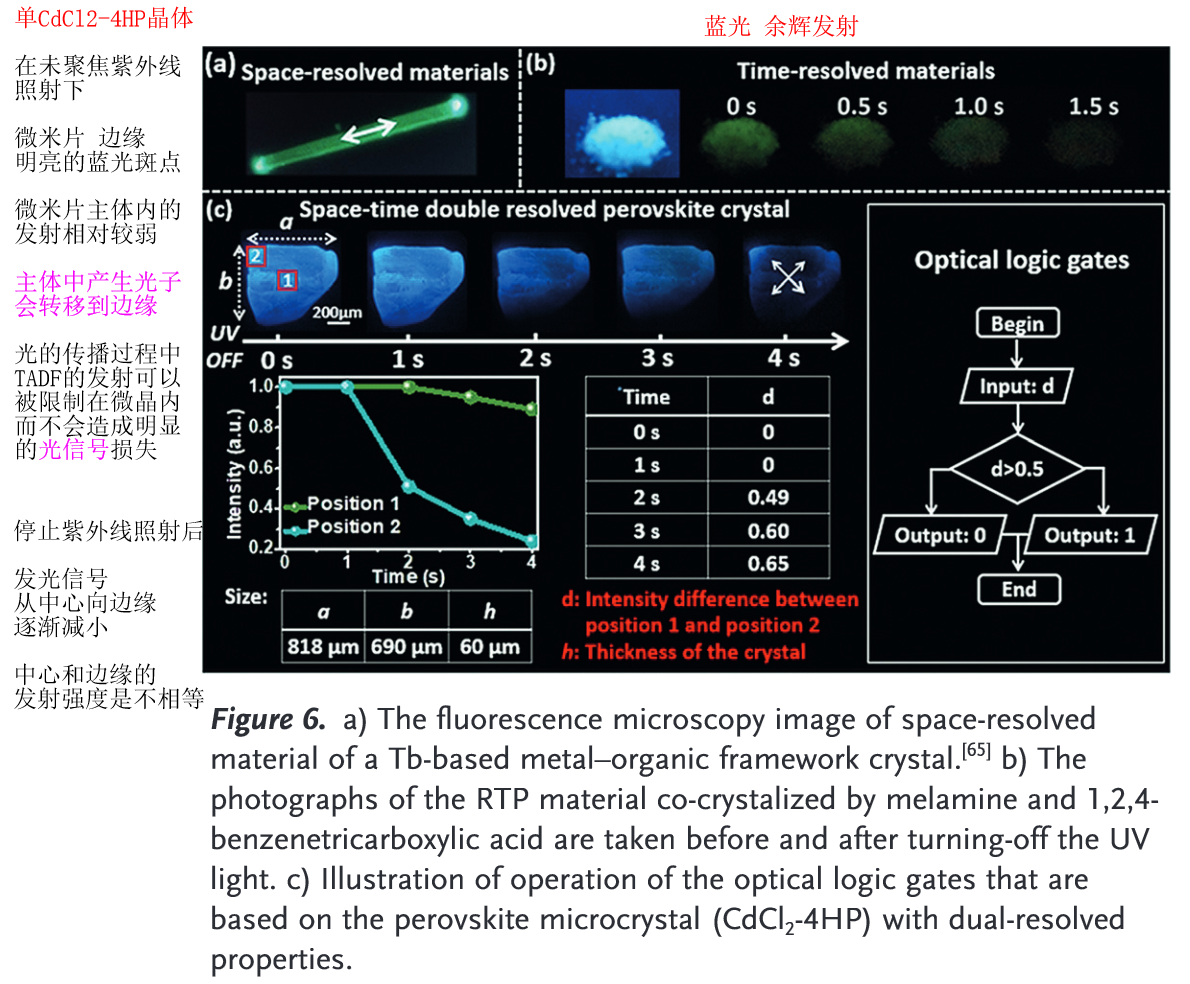 单CdCl2-4HP晶体
蓝光 余辉发射
在未聚焦紫外线
照射下
微米片 边缘
明亮的蓝光斑点
微米片主体内的
发射相对较弱
主体中产生光子
会转移到边缘
光的传播过程中
TADF的发射可以
被限制在微晶内
而不会造成明显
的光信号损失
停止紫外线照射后
发光信号
从中心向边缘
逐渐减小
中心和边缘的
发射强度是不相等
(a) Space-resolved materials
(b) Time-resolved materials
0 s 0.5 s 1.0 s 1.5 s
(c) Space-time double resolved perovskite crystal
a
b
2
1
200μm
UV
OFF 0 s 1 s 2 s 3 s 4 s
Intensity (a.u.)
1.0
0.8
0.6
0.4
0.2
Position 1
Position 2
0 1 2 3 4
Time (s)
Time d
0 s 0
1 s 0
2 s 0.49
3 s 0.60
4 s 0.65
Size:
a b h
818 μm 690 μm 60 μm
d: Intensity difference between
position 1 and position 2
h: Thickness of the crystal
Optical logic gates
Begin
Input: d
d>0.5
Output: 0 Output: 1
End
Figure 6. a) The fluorescence microscopy image of space-resolved
material of a Tb-based metal–organic framework crystal.[65] b) The
photographs of the RTP material co-crystalized by melamine and 1,2,4-
benzenetricarboxylic acid are taken before and after turning-off the UV
light. c) Illustration of operation of the optical logic gates that are
based on the perovskite microcrystal (CdCl2-4HP) with dual-resolved
properties.